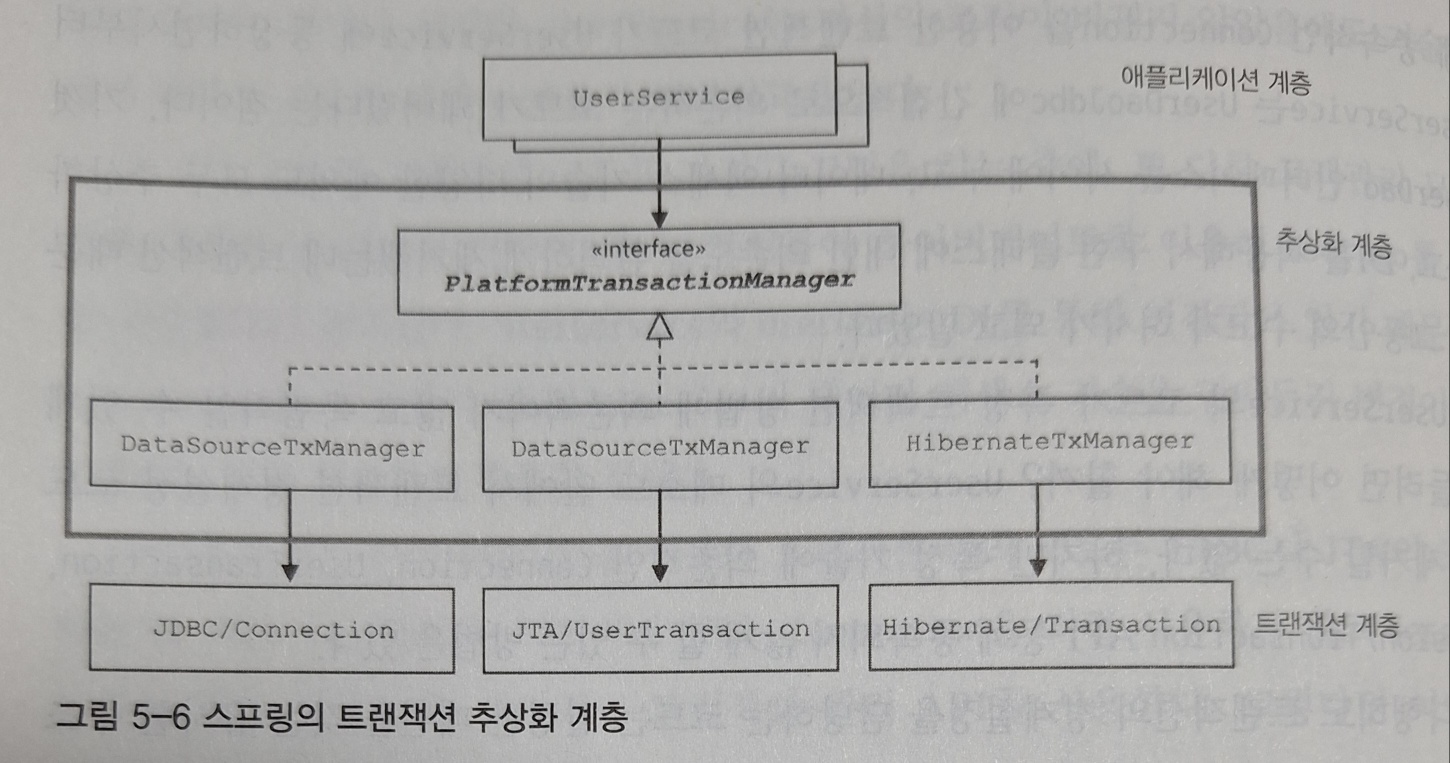 UserService
애플리케이션 계층
«interface»
PlatformTransactionManager
추상화 계층
DataSourceTxManager
DataSourceTxManager
HibernateTxManager
JDBC/Connection
JTA/UserTransaction
Hibernate/Transaction
트랜잭션 계층
그림 5-6 스프링의 트랜잭션 추상화 계층